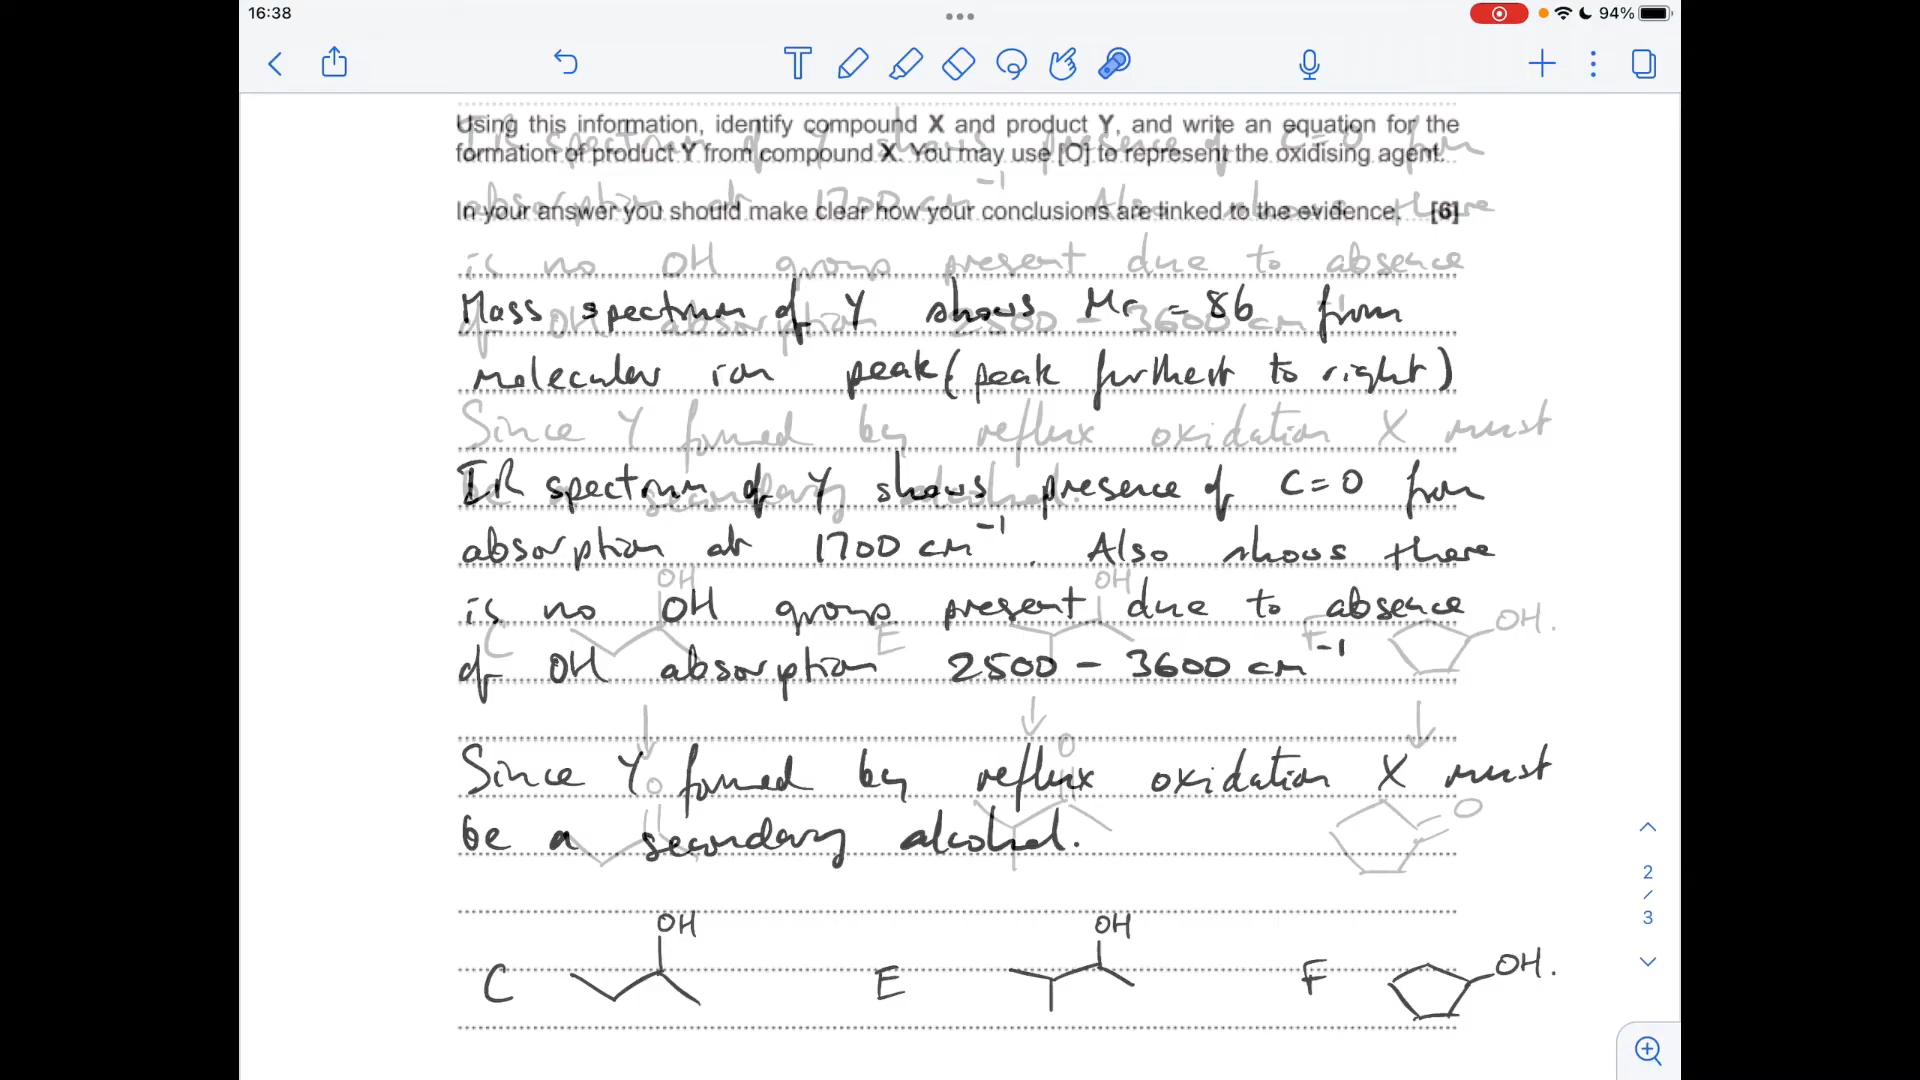 16:38
94%
Using this information, identify compound X and product Y, and write an equation for the
formation of product Y from compound X. You may use [O] to represent the oxidising agent.
In your answer you should make clear how your conclusions are linked to the evidence. [6]
Mass spectrum of Y shows Mr = 86 from
molecular ion peak (peak furthest to right)
IR spectrum of Y shows presence of C=O from
absorption at 1700 cm⁻¹. Also shows there
is no OH group present due to absence
of OH absorption 2500 - 3600 cm⁻¹
Since Y formed by reflux oxidation X must
be a secondary alcohol.
OH OH
C E F OH.
2
/
3